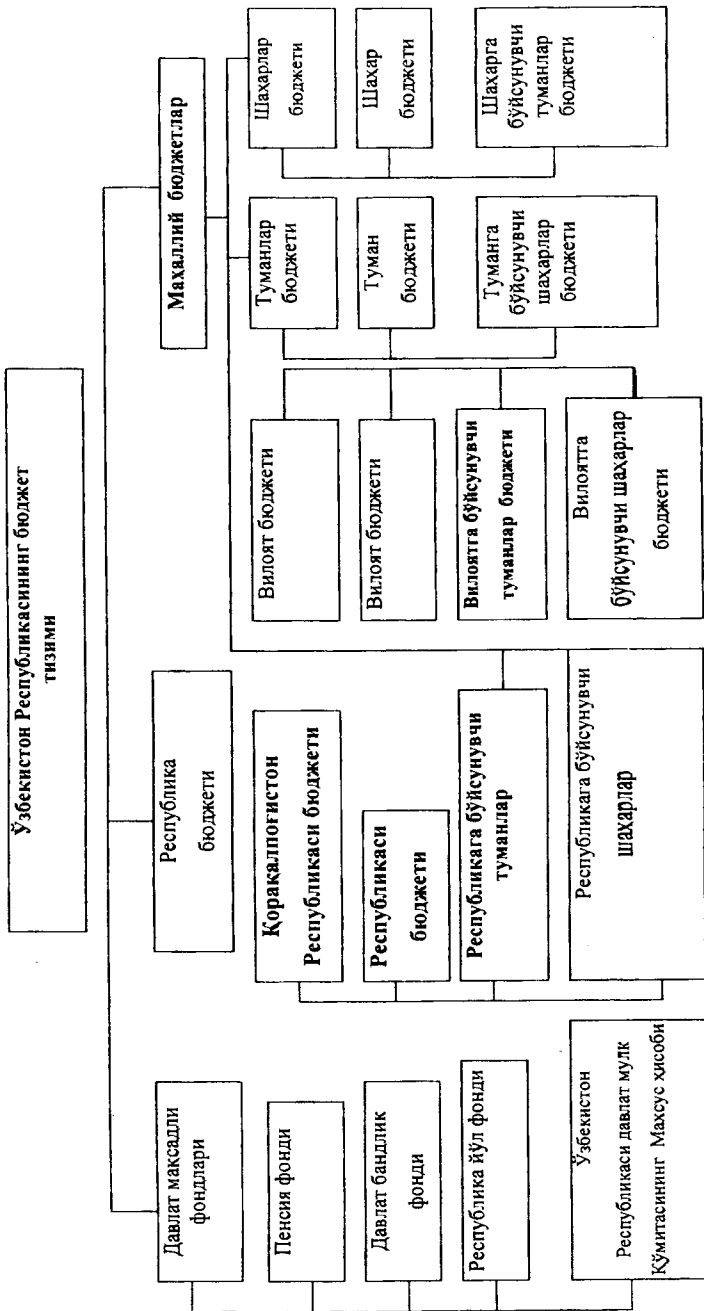 Ўзбекистон Республикасининг бюджет
тизими
Давлат максадли
фондлари
Республика
бюджети
Махаллий бюджетлар
Пенсия фонди
Давлат бандлик
фонди
Республика йўл фонди
Ўзбекистон
Республикаси давлат мулк
Қўмитасининг Махсус ҳисоби
Қорақалпоғистон
Республикаси бюджети
Республикаси
бюджети
Республикага бўйсунувчи
туманлар
Республикага бўйсунувчи
шаҳарлар
Вилоят бюджети
Вилоят бюджети
Вилоятга бўйсунувчи
туманлар бюджети
Вилоятга
бўйсунувчи шаҳарлар
бюджети
Туманлар
бюджети
Туман
бюджети
Туманга
бўйсунувчи
шаҳарлар
бюджети
Шаҳарлар
бюджети
Шаҳар
бюджети
Шаҳарга
бўйсунувчи
туманлар
бюджети